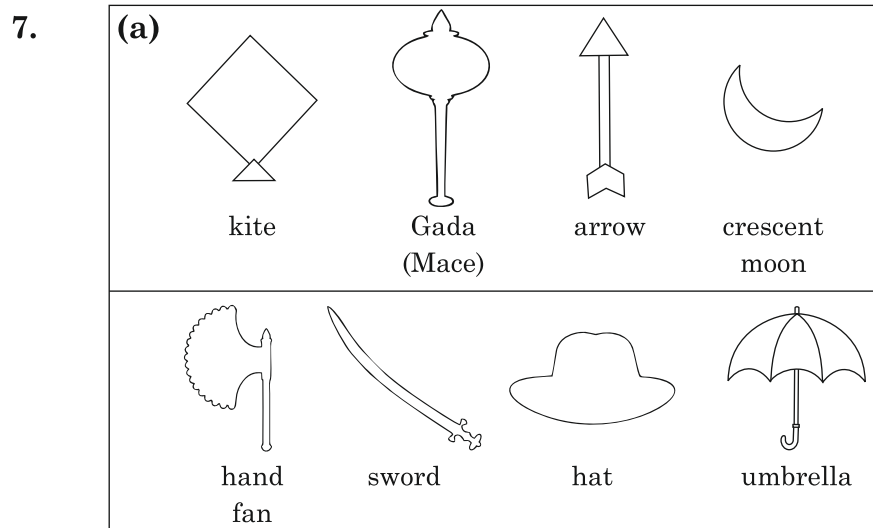 7. (a)
kite Gada arrow crescent
(Mace) moon
hand sword hat umbrella
fan